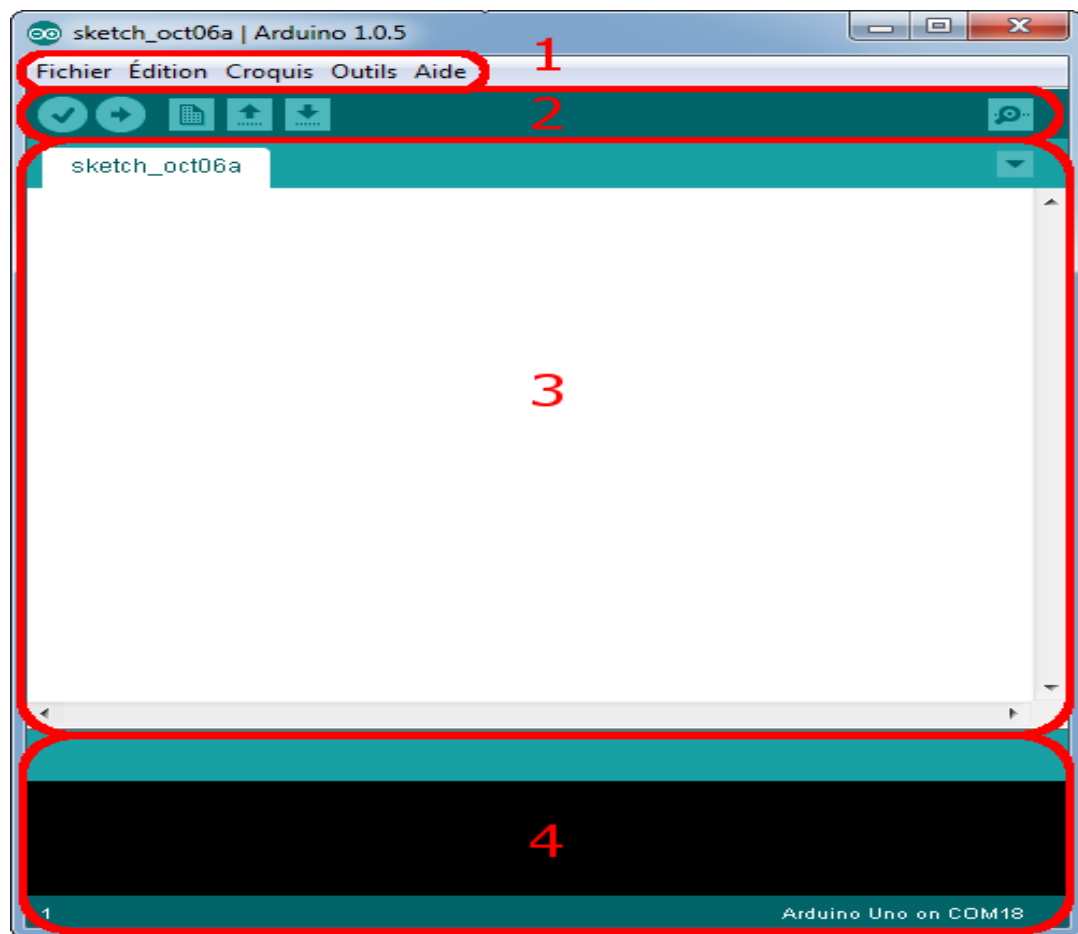 sketch_oct06a | Arduino 1.0.5
1
Fichier Édition Croquis Outils Aide
2
sketch_oct06a
3
4
1 Arduino Uno on COM18